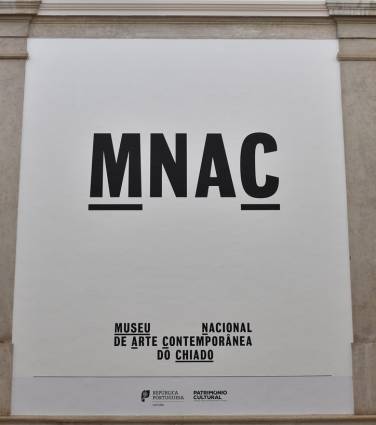 MNAC
MUSEU NACIONAL
DE ARTE CONTEMPORÂNEA
DO CHIADO
REPÚBLICA
PORTUGUESA
PATRIMÓNIO
CULTURAL